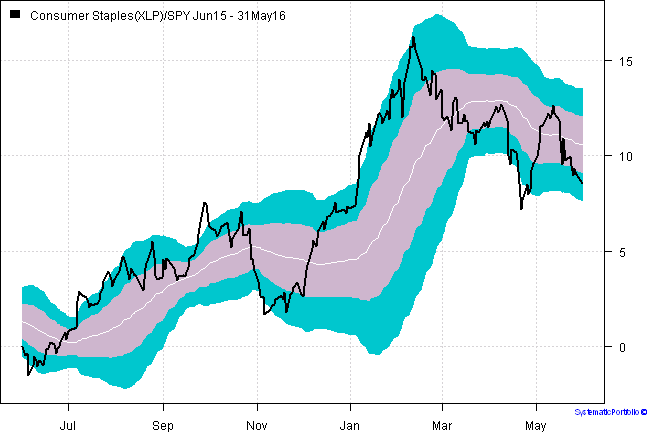 Consumer Staples(XLP)/SPY Jun15 - 31May16
15
10
5
0
Jul Sep Nov Jan Mar May
SystematicPortfolio ©